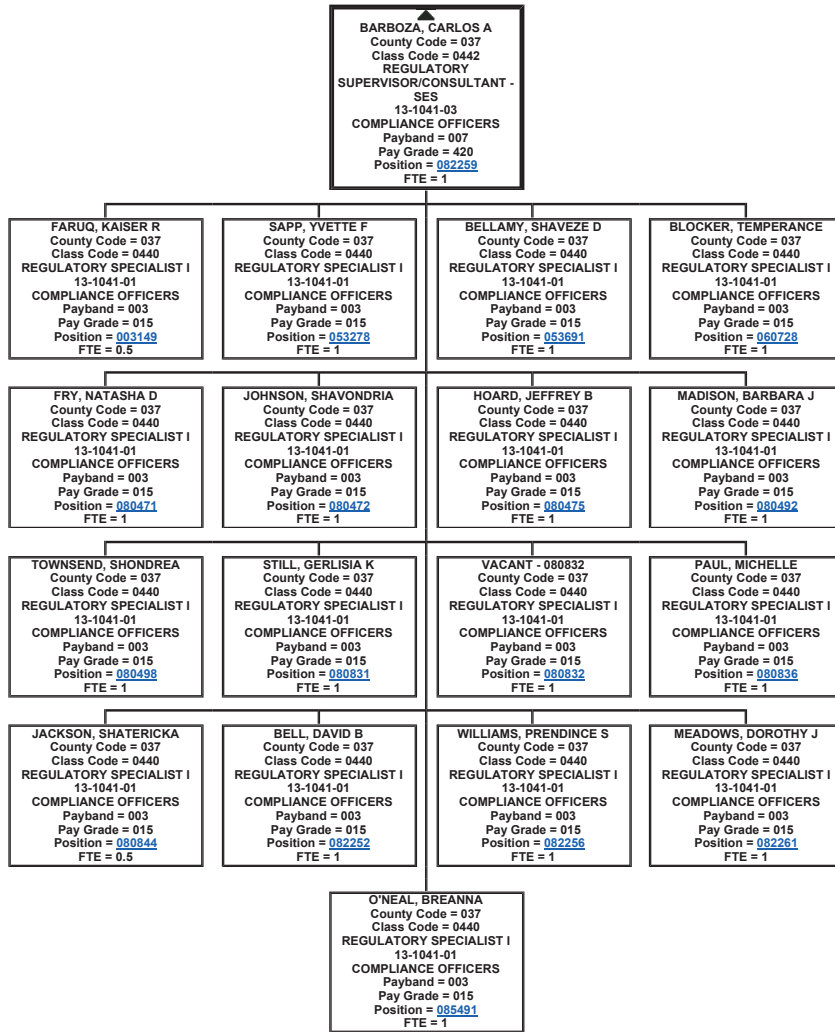 BARBOZA, CARLOS A
County Code = 037
Class Code = 0442
REGULATORY
SUPERVISOR/CONSULTANT -
SES
13-1041-03
COMPLIANCE OFFICERS
Payband = 007
Pay Grade = 420
Position = 082259
FTE = 1
FARUQ, KAISER R
County Code = 037
Class Code = 0440
REGULATORY SPECIALIST I
13-1041-01
COMPLIANCE OFFICERS
Payband = 003
Pay Grade = 015
Position = 003149
FTE = 0.5
SAPP, YVETTE F
County Code = 037
Class Code = 0440
REGULATORY SPECIALIST I
13-1041-01
COMPLIANCE OFFICERS
Payband = 003
Pay Grade = 015
Position = 053278
FTE = 1
BELLAMY, SHAVEZE D
County Code = 037
Class Code = 0440
REGULATORY SPECIALIST I
13-1041-01
COMPLIANCE OFFICERS
Payband = 003
Pay Grade = 015
Position = 053691
FTE = 1
BLOCKER, TEMPERANCE
County Code = 037
Class Code = 0440
REGULATORY SPECIALIST I
13-1041-01
COMPLIANCE OFFICERS
Payband = 003
Pay Grade = 015
Position = 060728
FTE = 1
FRY, NATASHA D
County Code = 037
Class Code = 0440
REGULATORY SPECIALIST I
13-1041-01
COMPLIANCE OFFICERS
Payband = 003
Pay Grade = 015
Position = 080471
FTE = 1
JOHNSON, SHAVONDRIA
County Code = 037
Class Code = 0440
REGULATORY SPECIALIST I
13-1041-01
COMPLIANCE OFFICERS
Payband = 003
Pay Grade = 015
Position = 080472
FTE = 1
HOARD, JEFFREY B
County Code = 037
Class Code = 0440
REGULATORY SPECIALIST I
13-1041-01
COMPLIANCE OFFICERS
Payband = 003
Pay Grade = 015
Position = 080475
FTE = 1
MADISON, BARBARA J
County Code = 037
Class Code = 0440
REGULATORY SPECIALIST I
13-1041-01
COMPLIANCE OFFICERS
Payband = 003
Pay Grade = 015
Position = 080492
FTE = 1
TOWNSEND, SHONDREA
County Code = 037
Class Code = 0440
REGULATORY SPECIALIST I
13-1041-01
COMPLIANCE OFFICERS
Payband = 003
Pay Grade = 015
Position = 080498
FTE = 1
STILL, GERLISIA K
County Code = 037
Class Code = 0440
REGULATORY SPECIALIST I
13-1041-01
COMPLIANCE OFFICERS
Payband = 003
Pay Grade = 015
Position = 080831
FTE = 1
VACANT - 080832
County Code = 037
Class Code = 0440
REGULATORY SPECIALIST I
13-1041-01
COMPLIANCE OFFICERS
Payband = 003
Pay Grade = 015
Position = 080832
FTE = 1
PAUL, MICHELLE
County Code = 037
Class Code = 0440
REGULATORY SPECIALIST I
13-1041-01
COMPLIANCE OFFICERS
Payband = 003
Pay Grade = 015
Position = 080836
FTE = 1
JACKSON, SHATERICKA
County Code = 037
Class Code = 0440
REGULATORY SPECIALIST I
13-1041-01
COMPLIANCE OFFICERS
Payband = 003
Pay Grade = 015
Position = 080844
FTE = 0.5
BELL, DAVID B
County Code = 037
Class Code = 0440
REGULATORY SPECIALIST I
13-1041-01
COMPLIANCE OFFICERS
Payband = 003
Pay Grade = 015
Position = 082252
FTE = 1
WILLIAMS, PRENDINCE S
County Code = 037
Class Code = 0440
REGULATORY SPECIALIST I
13-1041-01
COMPLIANCE OFFICERS
Payband = 003
Pay Grade = 015
Position = 082256
FTE = 1
MEADOWS, DOROTHY J
County Code = 037
Class Code = 0440
REGULATORY SPECIALIST I
13-1041-01
COMPLIANCE OFFICERS
Payband = 003
Pay Grade = 015
Position = 082261
FTE = 1
O'NEAL, BREANNA
County Code = 037
Class Code = 0440
REGULATORY SPECIALIST I
13-1041-01
COMPLIANCE OFFICERS
Payband = 003
Pay Grade = 015
Position = 085491
FTE = 1